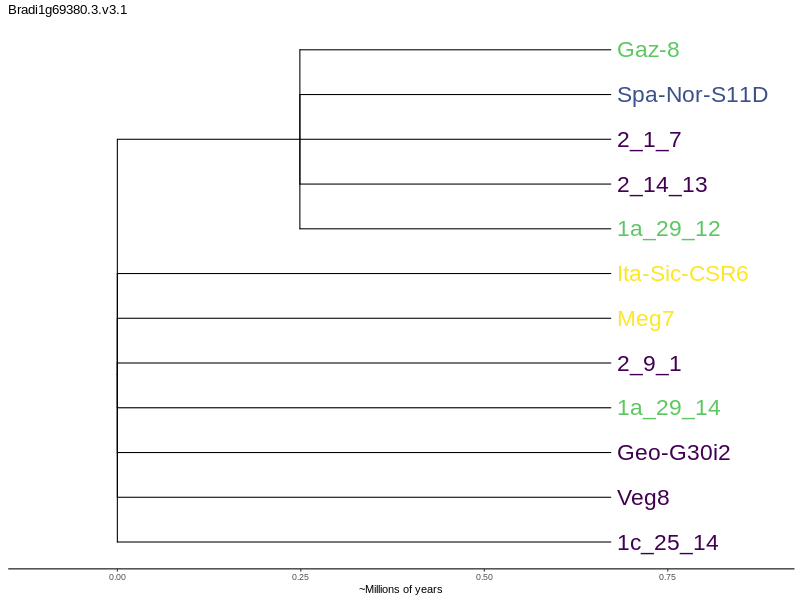 Bradi1g69380.3.v3.1
Gaz-8
Spa-Nor-S11D
2_1_7
2_14_13
1a_29_12
Ita-Sic-CSR6
Meg7
2_9_1
1a_29_14
Geo-G30i2
Veg8
1c_25_14
0.00 0.25 0.50 0.75
~Millions of years